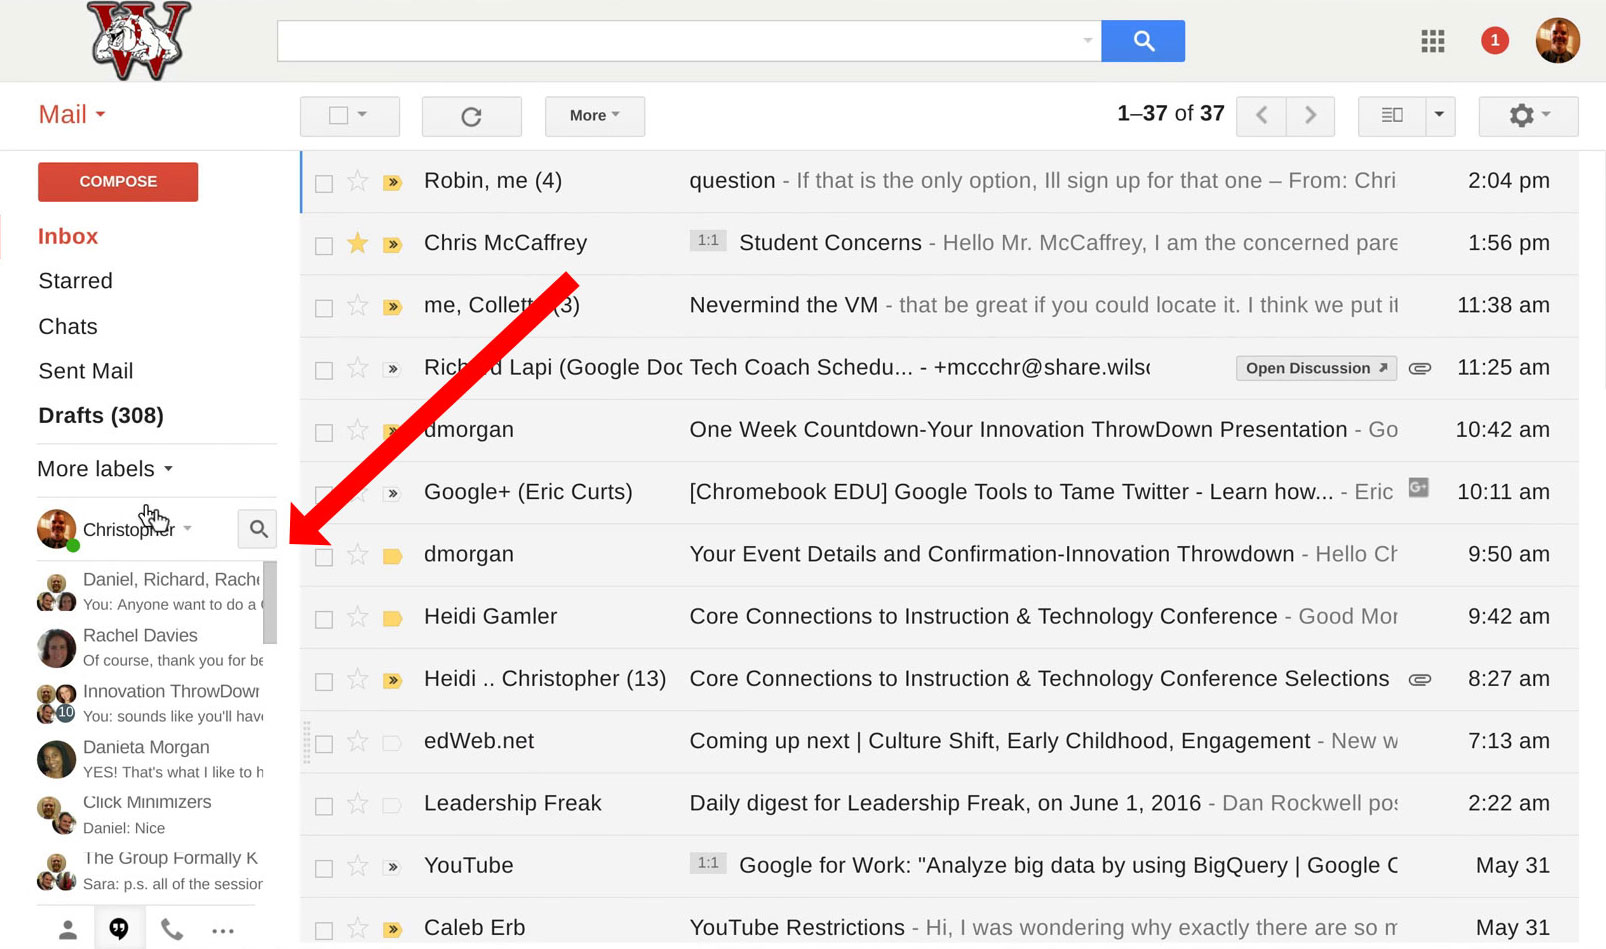 W
1
Mail
More
1–37 of 37
COMPOSE
Inbox
Starred
Chats
Sent Mail
Drafts (308)
More labels
Christopher
Daniel, Richard, Rache
You: Anyone want to do a
Rachel Davies
Of course, thank you for be
Innovation ThrowDown
10
You: sounds like you'll have
Danieta Morgan
YES! That's what I like to h
Click Minimizers
Daniel: Nice
The Group Formally K
Sara: p.s. all of the session
Robin, me (4) question - If that is the only option, Ill sign up for that one – From: Chri 2:04 pm
Chris McCaffrey 1:1 Student Concerns - Hello Mr. McCaffrey, I am the concerned pare 1:56 pm
me, Collett (3) Nevermind the VM - that be great if you could locate it. I think we put it 11:38 am
Richard Lapi (Google Doc Tech Coach Schedu... - +mccchr@share.wilso Open Discussion 11:25 am
dmorgan One Week Countdown-Your Innovation ThrowDown Presentation - Go 10:42 am
Google+ (Eric Curts) [Chromebook EDU] Google Tools to Tame Twitter - Learn how... - Eric G+ 10:11 am
dmorgan Your Event Details and Confirmation-Innovation Throwdown - Hello Ch 9:50 am
Heidi Gamler Core Connections to Instruction & Technology Conference - Good Mor 9:42 am
Heidi .. Christopher (13) Core Connections to Instruction & Technology Conference Selections 8:27 am
edWeb.net Coming up next | Culture Shift, Early Childhood, Engagement - New w 7:13 am
Leadership Freak Daily digest for Leadership Freak, on June 1, 2016 - Dan Rockwell pos 2:22 am
YouTube 1:1 Google for Work: "Analyze big data by using BigQuery | Google C May 31
Caleb Erb YouTube Restrictions - Hi, I was wondering why exactly there are so m May 31